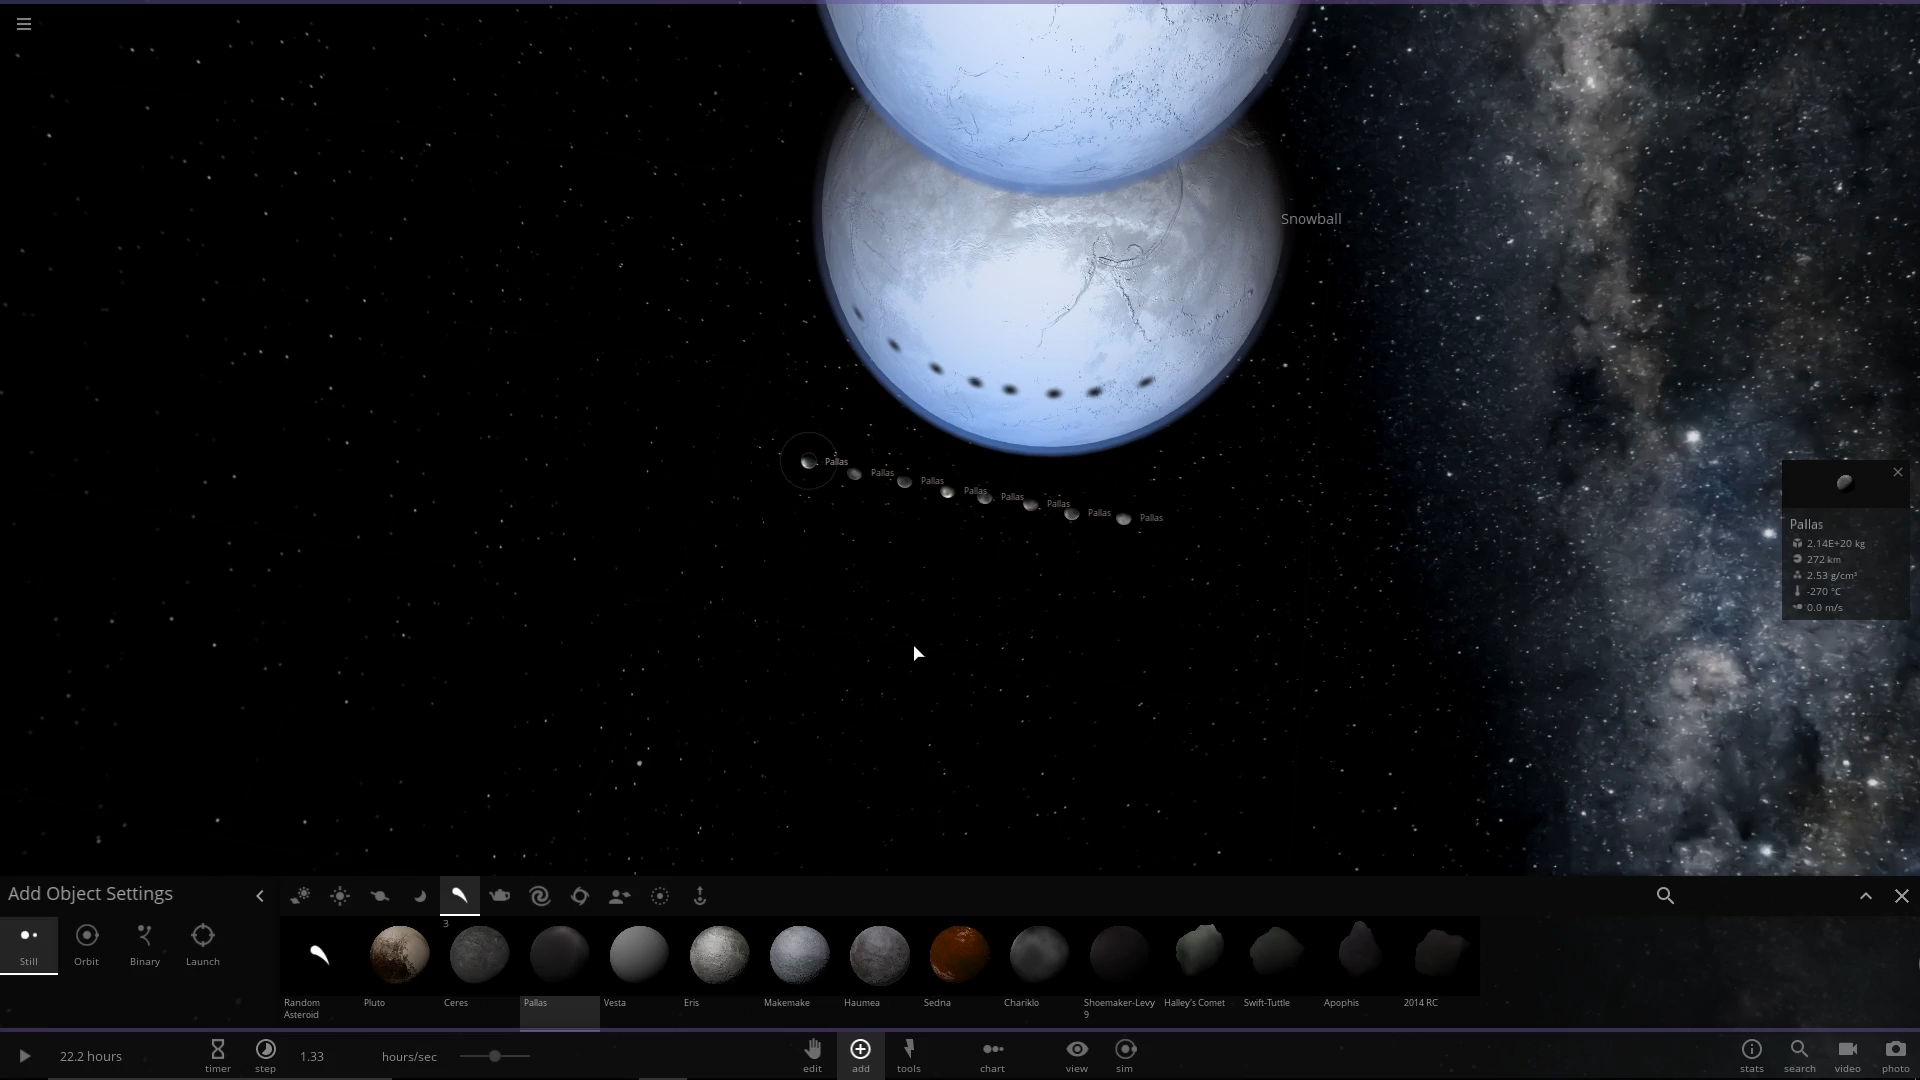 Snowball
Pallas
Pallas
Pallas
Pallas
Pallas
Pallas
Pallas
Pallas
Pallas
2.14E+20 kg
272 km
2.53 g/cm³
-270 °C
0.0 m/s
Add Object Settings
3
Still
Orbit
Binary
Launch
Random Asteroid
Pluto
Ceres
Pallas
Vesta
Eris
Makemake
Haumea
Sedna
Chariklo
Shoemaker-Levy 9
Halley's Comet
Swift-Tuttle
Apophis
2014 RC
22.2 hours
timer
step
1.33
hours/sec
edit
add
tools
chart
view
sim
stats
search
video
photo